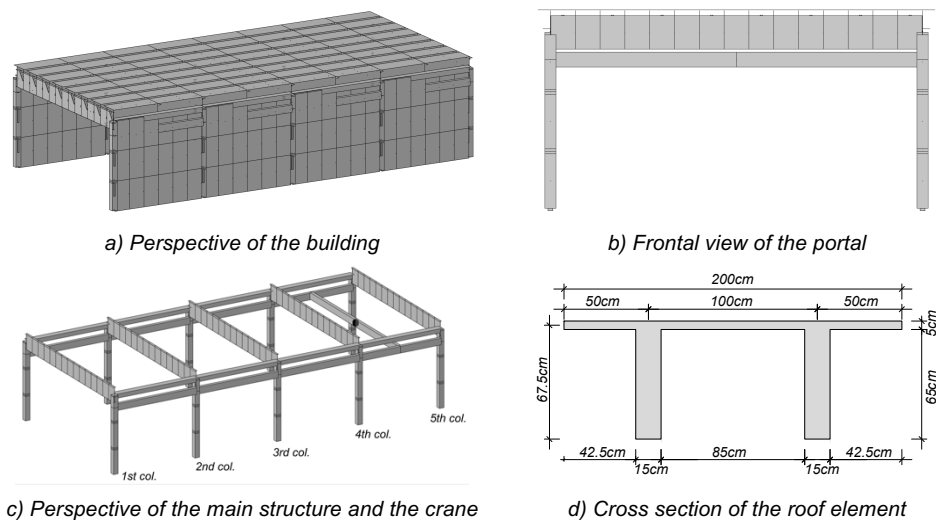 a) Perspective of the building
b) Frontal view of the portal
1st col.
2nd col.
3rd col.
4th col.
5th col.
c) Perspective of the main structure and the crane
200cm
50cm 100cm 50cm
5cm
67.5cm
65cm
42.5cm 85cm 42.5cm
15cm 15cm
d) Cross section of the roof element